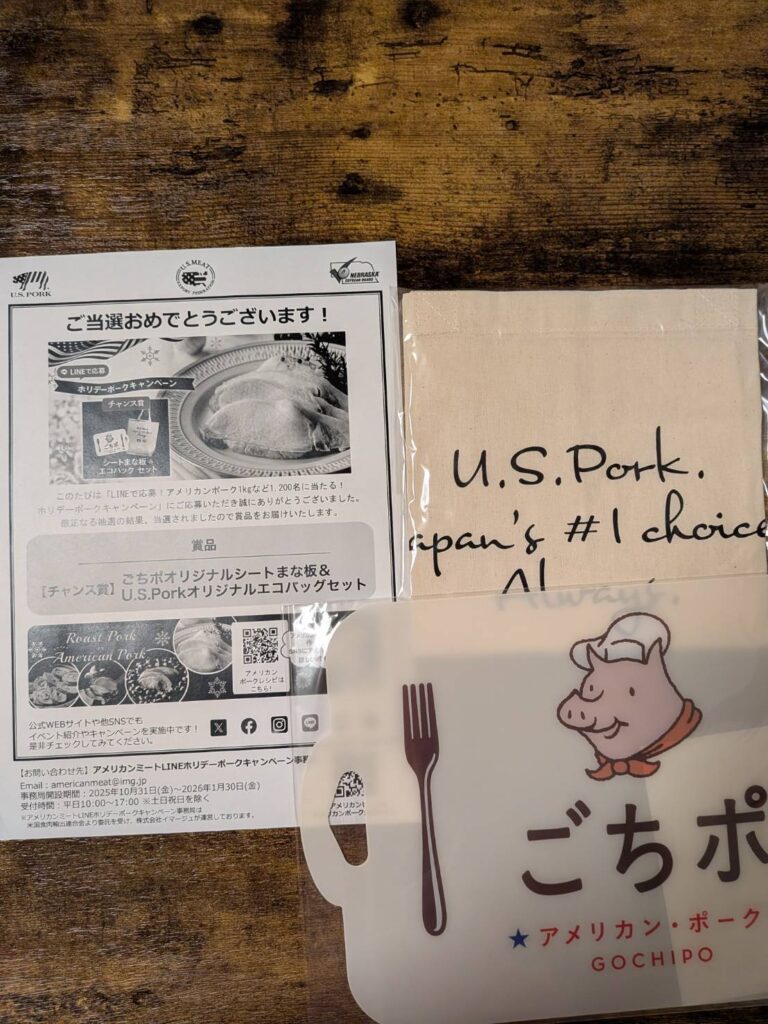 U.S. PORK
U.S. MEAT
NEBRASKA
SOYBEAN BOARD
ご当選おめでとうございます！
LINEで応募
ホリデーポークキャンペーン
チャンス賞
シートまな板&
エコバッグ セット
このたびは「LINEで応募！アメリカンポーク1kgなど1,200名に当たる！
ホリデーポークキャンペーン」にご応募いただき誠にありがとうございました。
厳正なる抽選の結果、当選されましたので賞品をお届けいたします。
賞品
【チャンス賞】
ごちポオリジナルシートまな板＆
U.S.Porkオリジナルエコバッグセット
Roast Pork
American Pork
アメリカン
ポークレシピは
こちら!
公式WEBサイトや他SNSでも
イベント紹介やキャンペーンを実施中です！
是非チェックしてみてください。
【お問い合わせ先】アメリカンミートLINEホリデーポークキャンペーン事務
Email : americanmeat@img.jp
事務局開設期間：2025年10月31日(金)～2026年1月30日(金)
受付時間：平日10:00～17:00 ※土日祝日を除く
※アメリカンミートLINEホリデーポークキャンペーン事務局は
米国食肉輸出連合会より委託を受け、株式会社イマージュが運営しております。
U.S.Pork.
apan's #1 choice
Always.
ごちポ
★アメリカン・ポーク
GOCHIPO